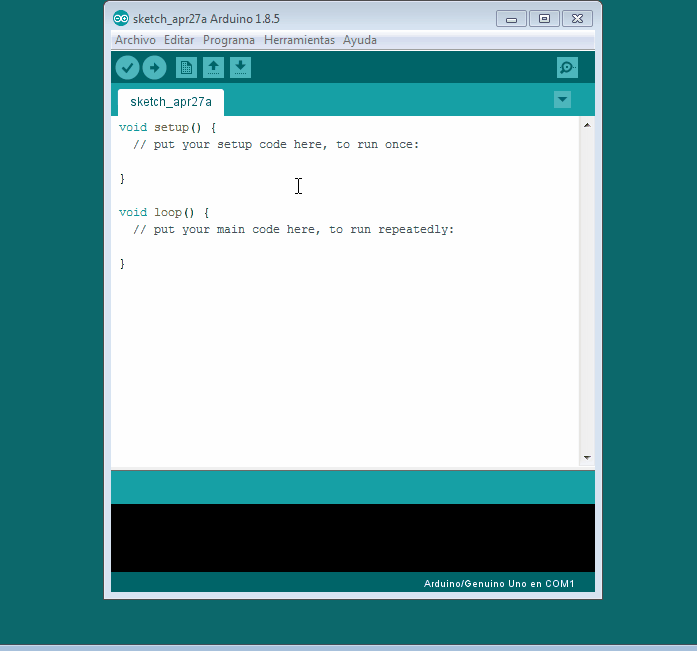 sketch_apr27a Arduino 1.8.5
Archivo Editar Programa Herramientas Ayuda
sketch_apr27a
void setup() {
  // put your setup code here, to run once:
}
void loop() {
  // put your main code here, to run repeatedly:
}
Arduino/Genuino Uno en COM1